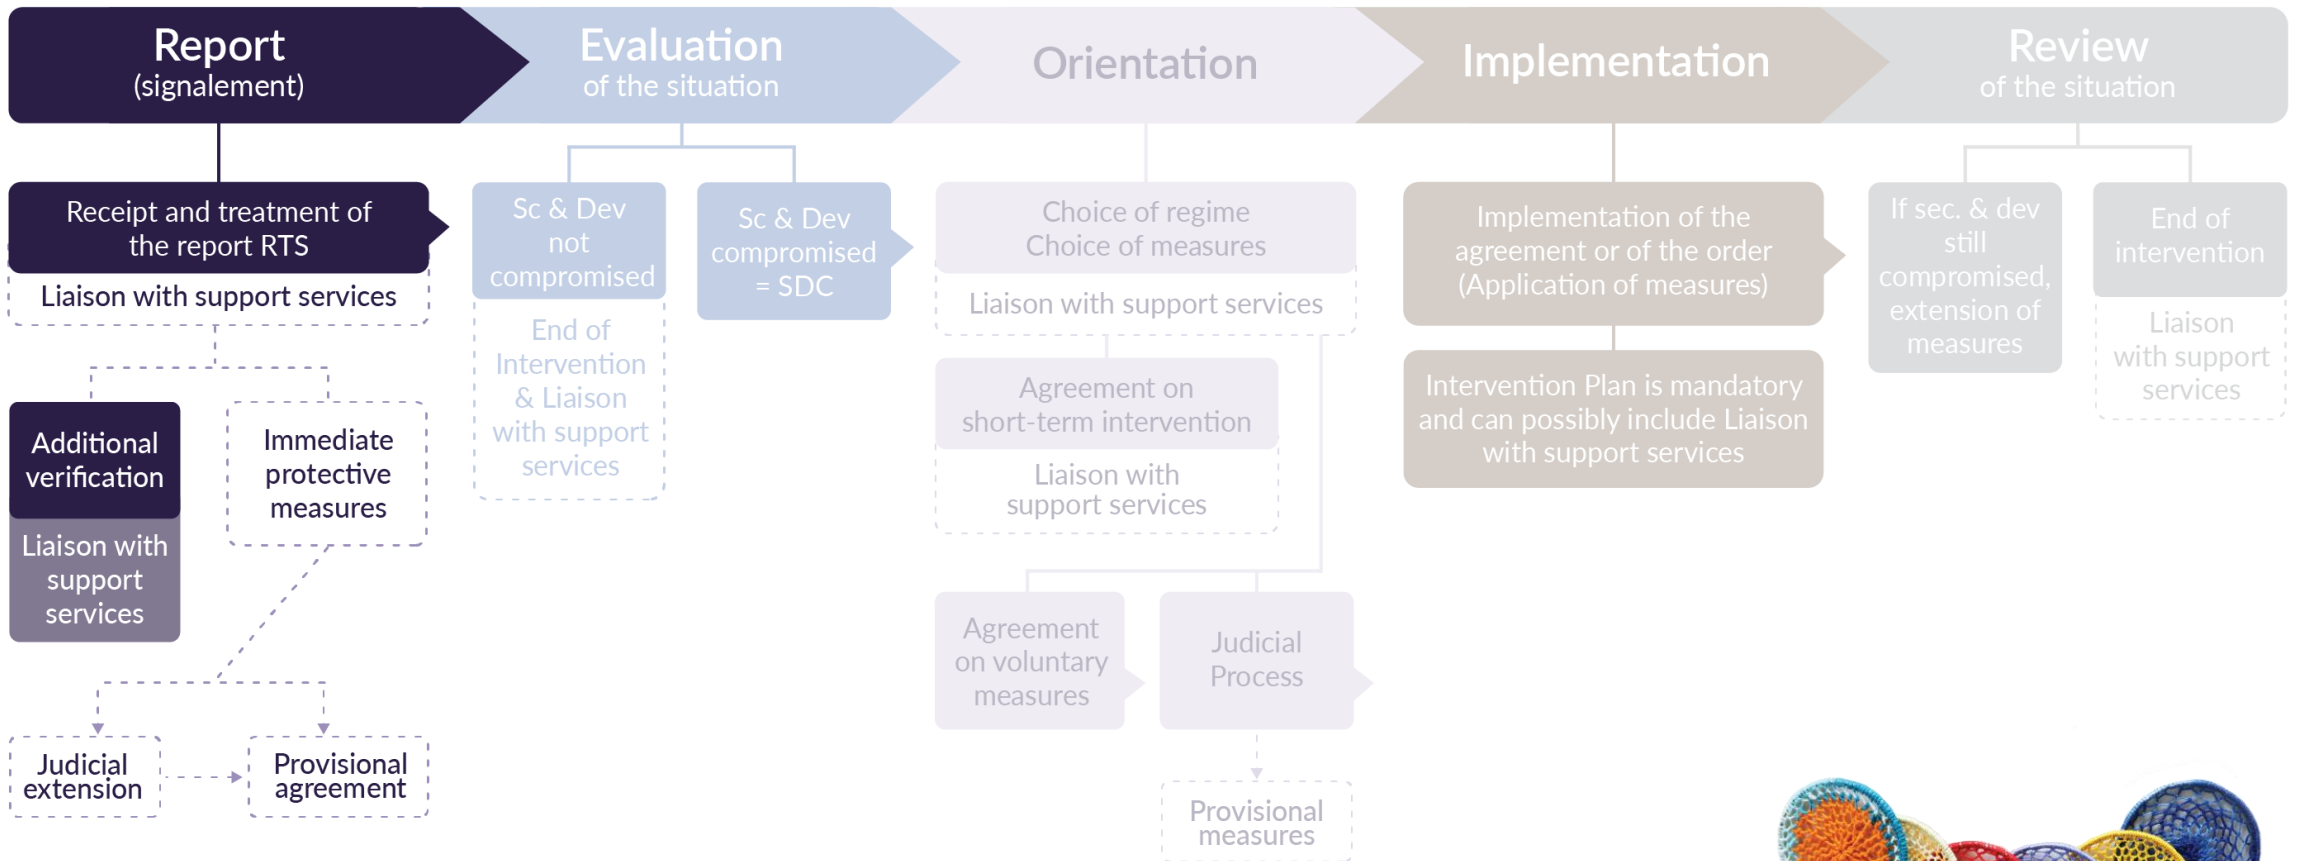 Report
(signalement)
Evaluation
of the situation
Orientation
Implementation
Review
of the situation
Receipt and treatment of
the report RTS
Liaison with support services
Additional
verification
Liaison with
support
services
Immediate
protective
measures
Judicial
extension
Provisional
agreement
Sc & Dev
not
compromised
End of
Intervention
& Liaison
with support
services
Sc & Dev
compromised
= SDC
Choice of regime
Choice of measures
Liaison with support services
Agreement on
short-term intervention
Liaison with
support services
Agreement
on voluntary
measures
Judicial
Process
Provisional
measures
Implementation of the
agreement or of the order
(Application of measures)
Intervention Plan is mandatory
and can possibly include Liaison
with support services
If sec. & dev
still
compromised,
extension of
measures
End of
intervention
Liaison
with support
services